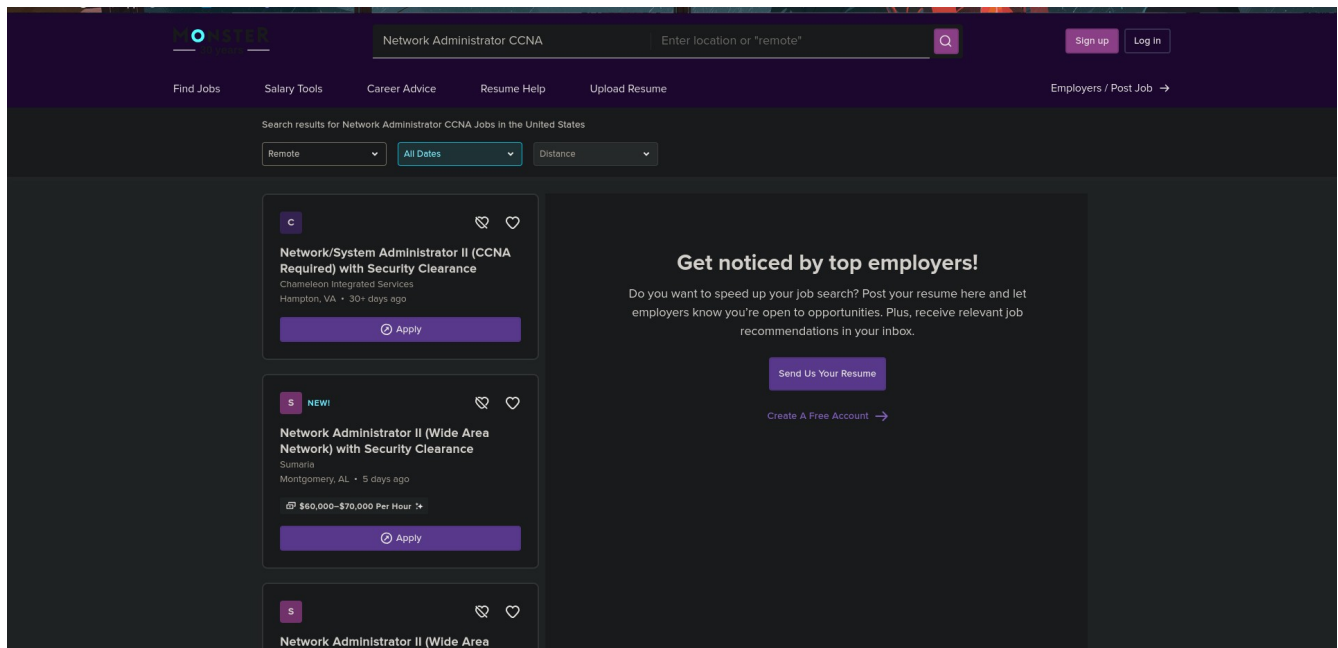 MONSTER
Network Administrator CCNA
Enter location or "remote"
Sign up
Log in
Find Jobs
Salary Tools
Career Advice
Resume Help
Upload Resume
Employers / Post Job →
Search results for Network Administrator CCNA Jobs in the United States
Remote
All Dates
Distance
C
Network/System Administrator II (CCNA
Required) with Security Clearance
Chameleon Integrated Services
Hampton, VA • 30+ days ago
Apply
S NEW!
Network Administrator II (Wide Area
Network) with Security Clearance
Sumaria
Montgomery, AL • 5 days ago
$60,000–$70,000 Per Hour
Apply
S
Network Administrator II (Wide Area
Get noticed by top employers!
Do you want to speed up your job search? Post your resume here and let
employers know you’re open to opportunities. Plus, receive relevant job
recommendations in your inbox.
Send Us Your Resume
Create A Free Account →